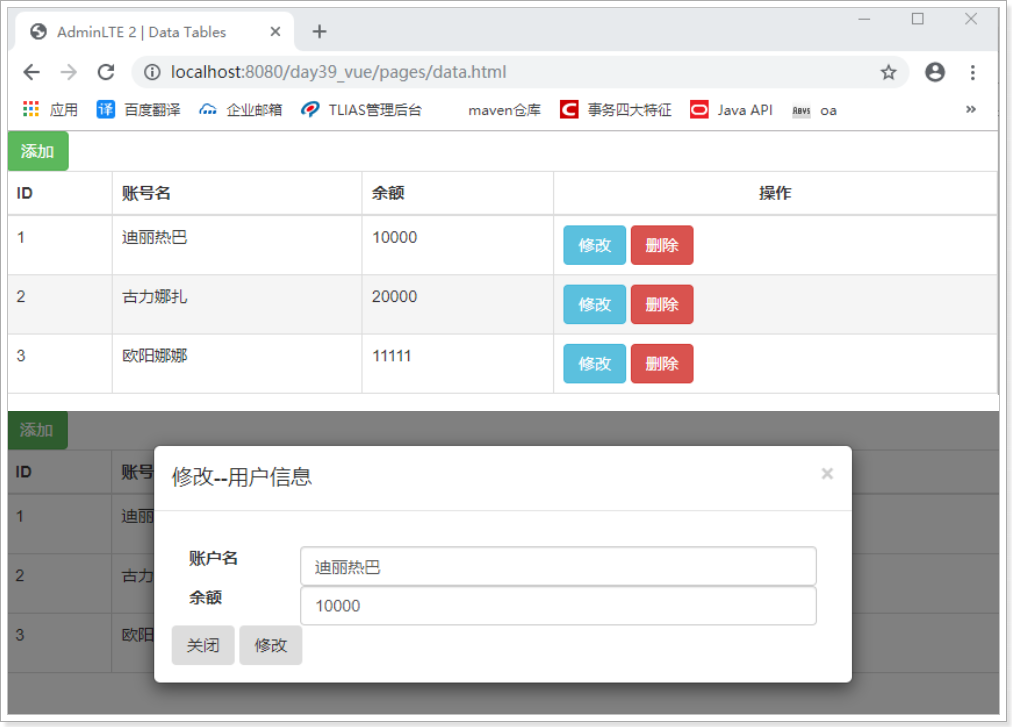 AdminLTE 2 | Data Tables
localhost:8080/day39_vue/pages/data.html
应用 百度翻译 企业邮箱 TLIAS管理后台 maven仓库 事务四大特征 Java API oa
添加
ID 账号名 余额 操作
1 迪丽热巴 10000 修改 删除
2 古力娜扎 20000 修改 删除
3 欧阳娜娜 11111 修改 删除
添加
修改--用户信息 ×
ID 账号
1 迪丽
账户名 迪丽热巴
2 古力
余额 10000
3 欧阳
关闭 修改